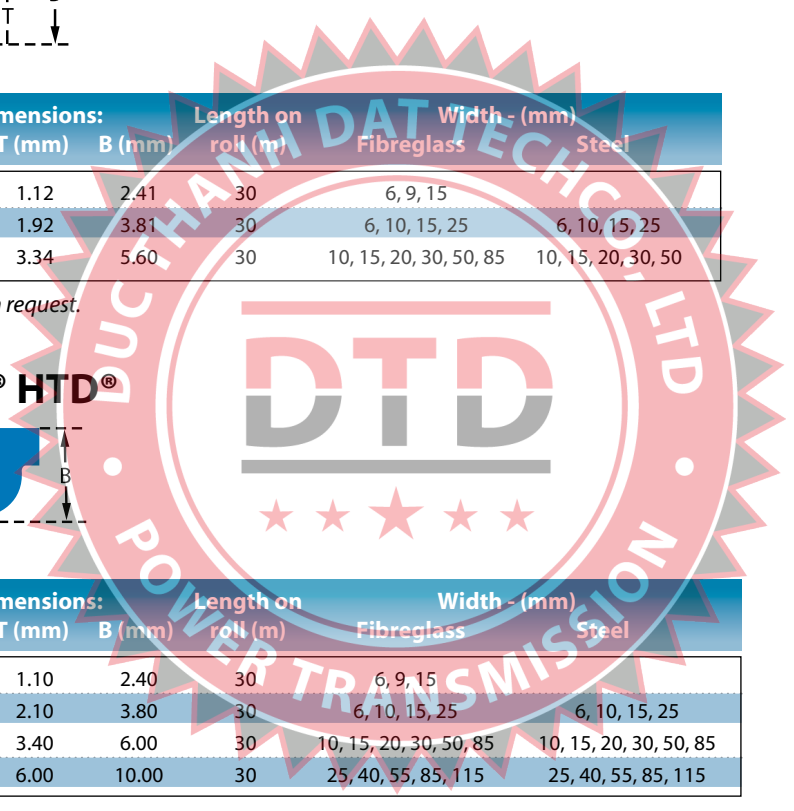 T
mensions: Length on Width - (mm)
T (mm) B (mm) roll (m) Fibreglass Steel
1.12 2.41 30 6, 9, 15
1.92 3.81 30 6, 10, 15, 25 6, 10, 15, 25
3.34 5.60 30 10, 15, 20, 30, 50, 85 10, 15, 20, 30, 50
request.
® HTD®
B
mensions: Length on Width - (mm)
T (mm) B (mm) roll (m) Fibreglass Steel
1.10 2.40 30 6, 9, 15
2.10 3.80 30 6, 10, 15, 25 6, 10, 15, 25
3.40 6.00 30 10, 15, 20, 30, 50, 85 10, 15, 20, 30, 50, 85
6.00 10.00 30 25, 40, 55, 85, 115 25, 40, 55, 85, 115
DUC THANH DAT TECHCO., LTD
DTD
POWER TRANSMISSION